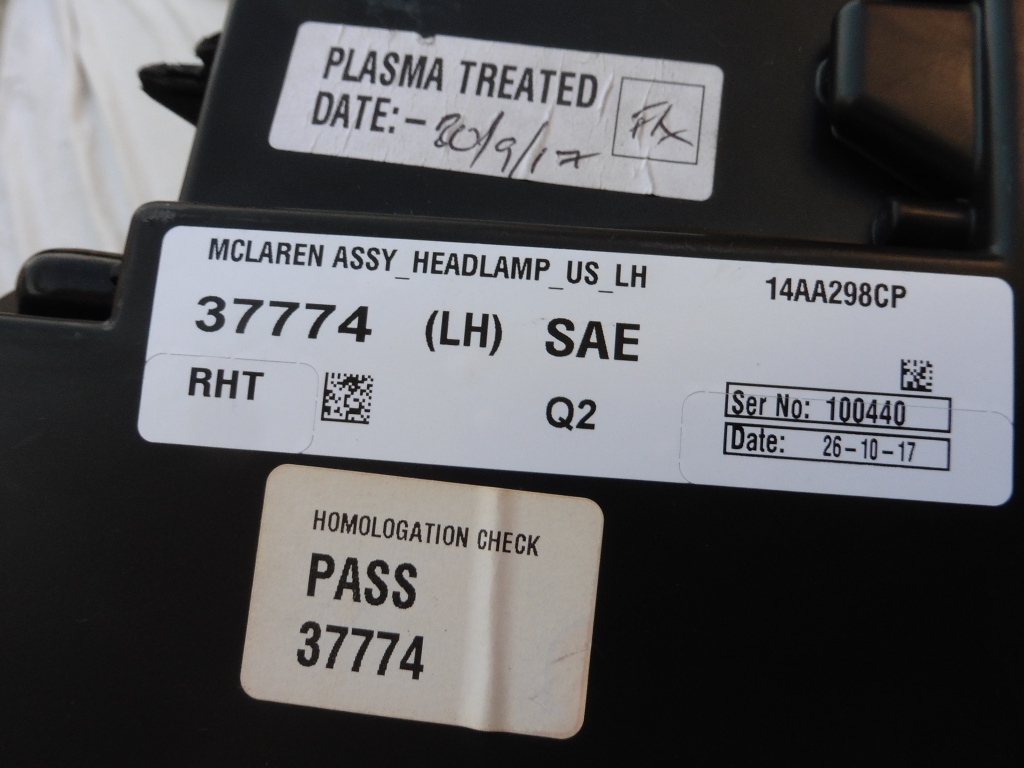 PLASMA TREATED
DATE:- 20/9/17
MCLAREN ASSY_HEADLAMP_US_LH
14AA298CP
37774 (LH) SAE
RHT
Q2
Ser No: 100440
Date: 26-10-17
HOMOLOGATION CHECK
PASS
37774